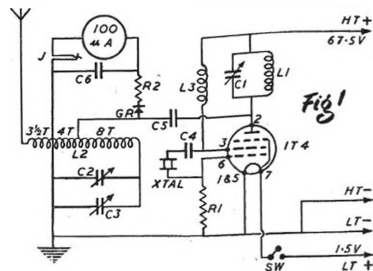 100
μA
J
C6
R2
GR
C5
3½T 4T 8T
L2
C2
C3
C4
XTAL
L3
R1
C1
L1
2
3
6
1&5
7
1T4
HT+
67·5V
Fig 1
HT-
LT-
1.5V
LT+
SW